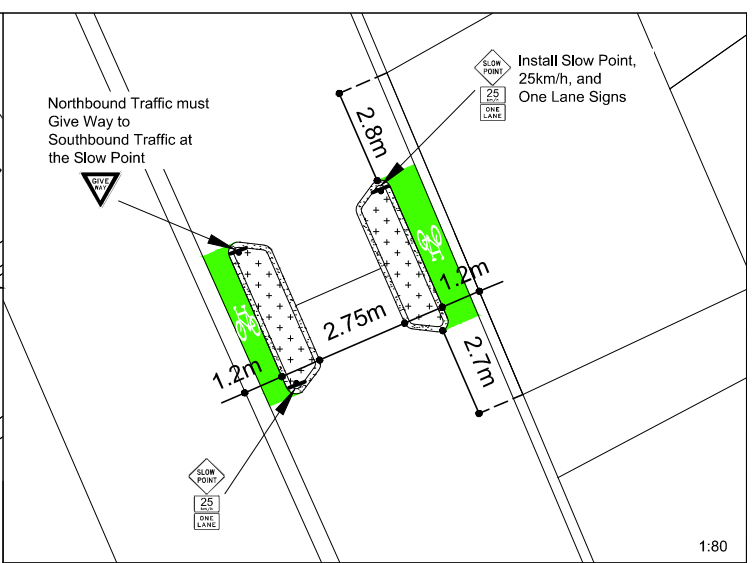 SLOW
POINT
25
km/h
ONE
LANE
Install Slow Point,
25km/h, and
One Lane Signs
Northbound Traffic must
Give Way to
Southbound Traffic at
the Slow Point
GIVE
WAY
2.8m
1.2m
2.75m
1.2m
2.7m
SLOW
POINT
25
km/h
ONE
LANE
1:80